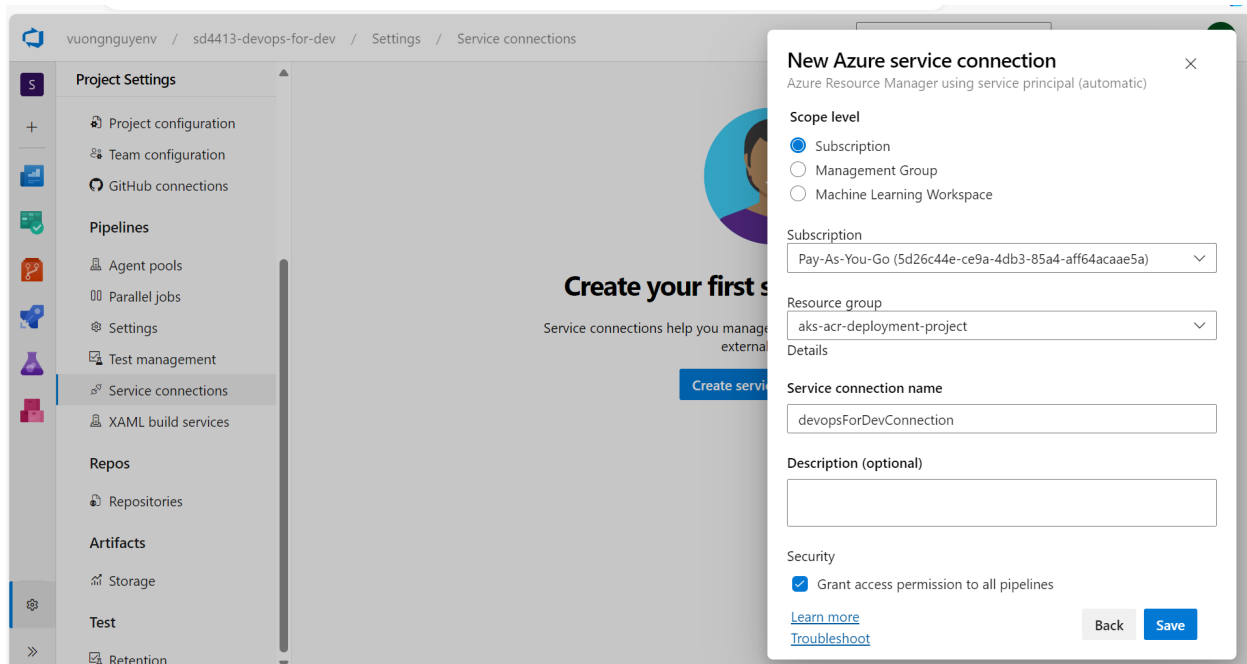 vuongnguyenv / sd4413-devops-for-dev / Settings / Service connections
S
Project Settings
Project configuration
Team configuration
GitHub connections
Pipelines
Agent pools
Parallel jobs
Settings
Test management
Service connections
XAML build services
Repos
Repositories
Artifacts
Storage
Test
Retention
Create your first s
Service connections help you manage
external
Create servi
New Azure service connection
Azure Resource Manager using service principal (automatic)
Scope level
Subscription
Management Group
Machine Learning Workspace
Subscription
Pay-As-You-Go (5d26c44e-ce9a-4db3-85a4-aff64acaae5a)
Resource group
aks-acr-deployment-project
Details
Service connection name
devopsForDevConnection
Description (optional)
Security
Grant access permission to all pipelines
Learn more
Troubleshoot
Back
Save